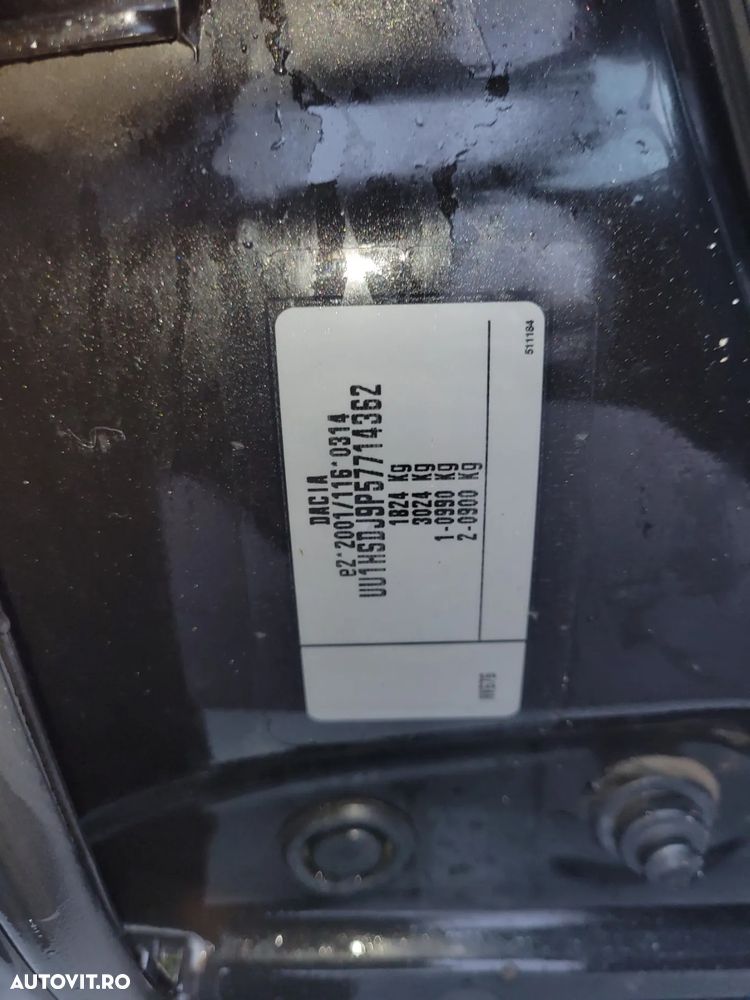 DACIA
e2*2001/116*0314
UU1HSDJ9P57714362
1824 Kg
3024 Kg
1-0990 Kg
2-0900 Kg
511184
AUTOVIT.RO